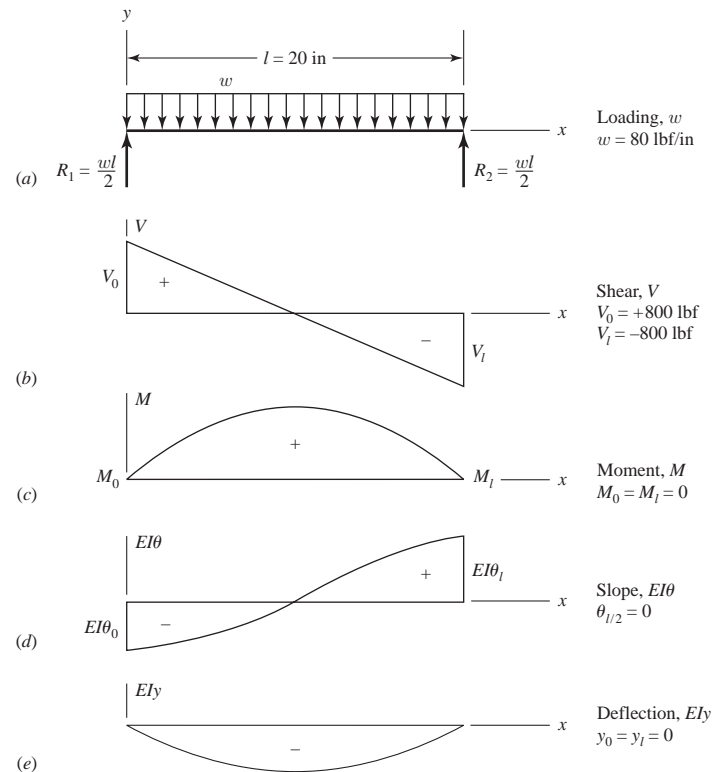 y
l = 20 in
w
x
Loading, w
w = 80 lbf/in
(a)
R₁ = wl/2
R₂ = wl/2
V
V₀
+
x
–
Vₗ
Shear, V
V₀ = +800 lbf
Vₗ = –800 lbf
(b)
M
+
M₀
Mₗ
x
Moment, M
M₀ = Mₗ = 0
(c)
EIθ
+
EIθₗ
x
Slope, EIθ
θₗ/₂ = 0
EIθ₀
–
(d)
EIy
x
Deflection, EIy
y₀ = yₗ = 0
–
(e)